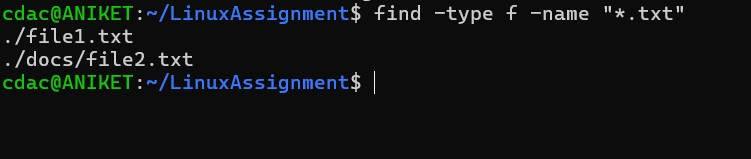 cdac@ANIKET:~/LinuxAssignment$ find -type f -name "*.txt"
./file1.txt
./docs/file2.txt
cdac@ANIKET:~/LinuxAssignment$